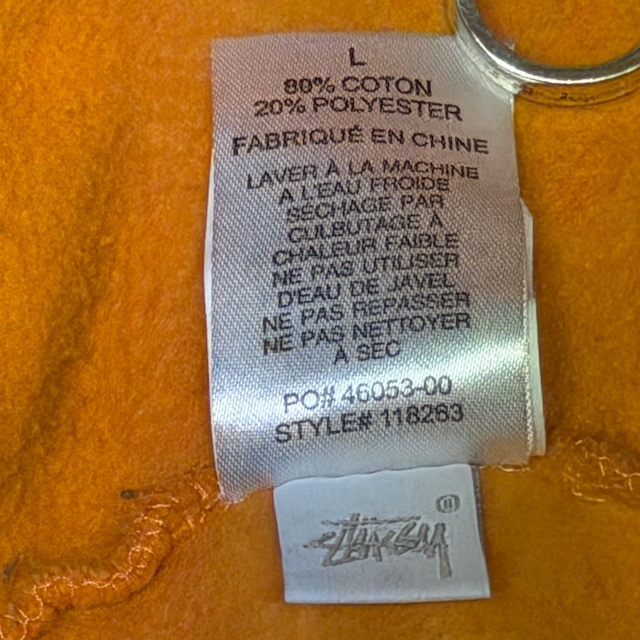 L
80% COTON
20% POLYESTER
FABRIQUÉ EN CHINE
LAVER À LA MACHINE
A L'EAU FROIDE
SÉCHAGE PAR
CULBUTAGE À
CHALEUR FAIBLE
NE PAS UTILISER
D'EAU DE JAVEL
NE PAS REPASSER
NE PAS NETTOYER
À SEC
PO# 46053-00
STYLE# 118263
STÜSSY